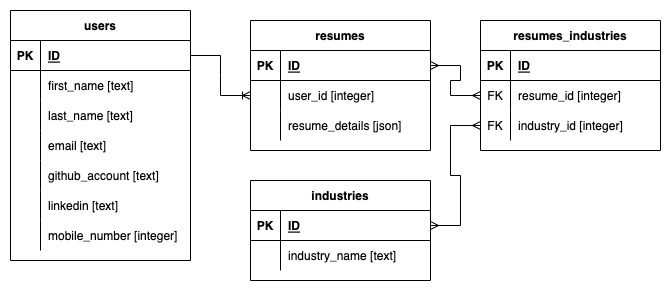 users
PK ID
first_name [text]
last_name [text]
email [text]
github_account [text]
linkedin [text]
mobile_number [integer]
resumes
PK ID
user_id [integer]
resume_details [json]
resumes_industries
PK ID
FK resume_id [integer]
FK industry_id [integer]
industries
PK ID
industry_name [text]